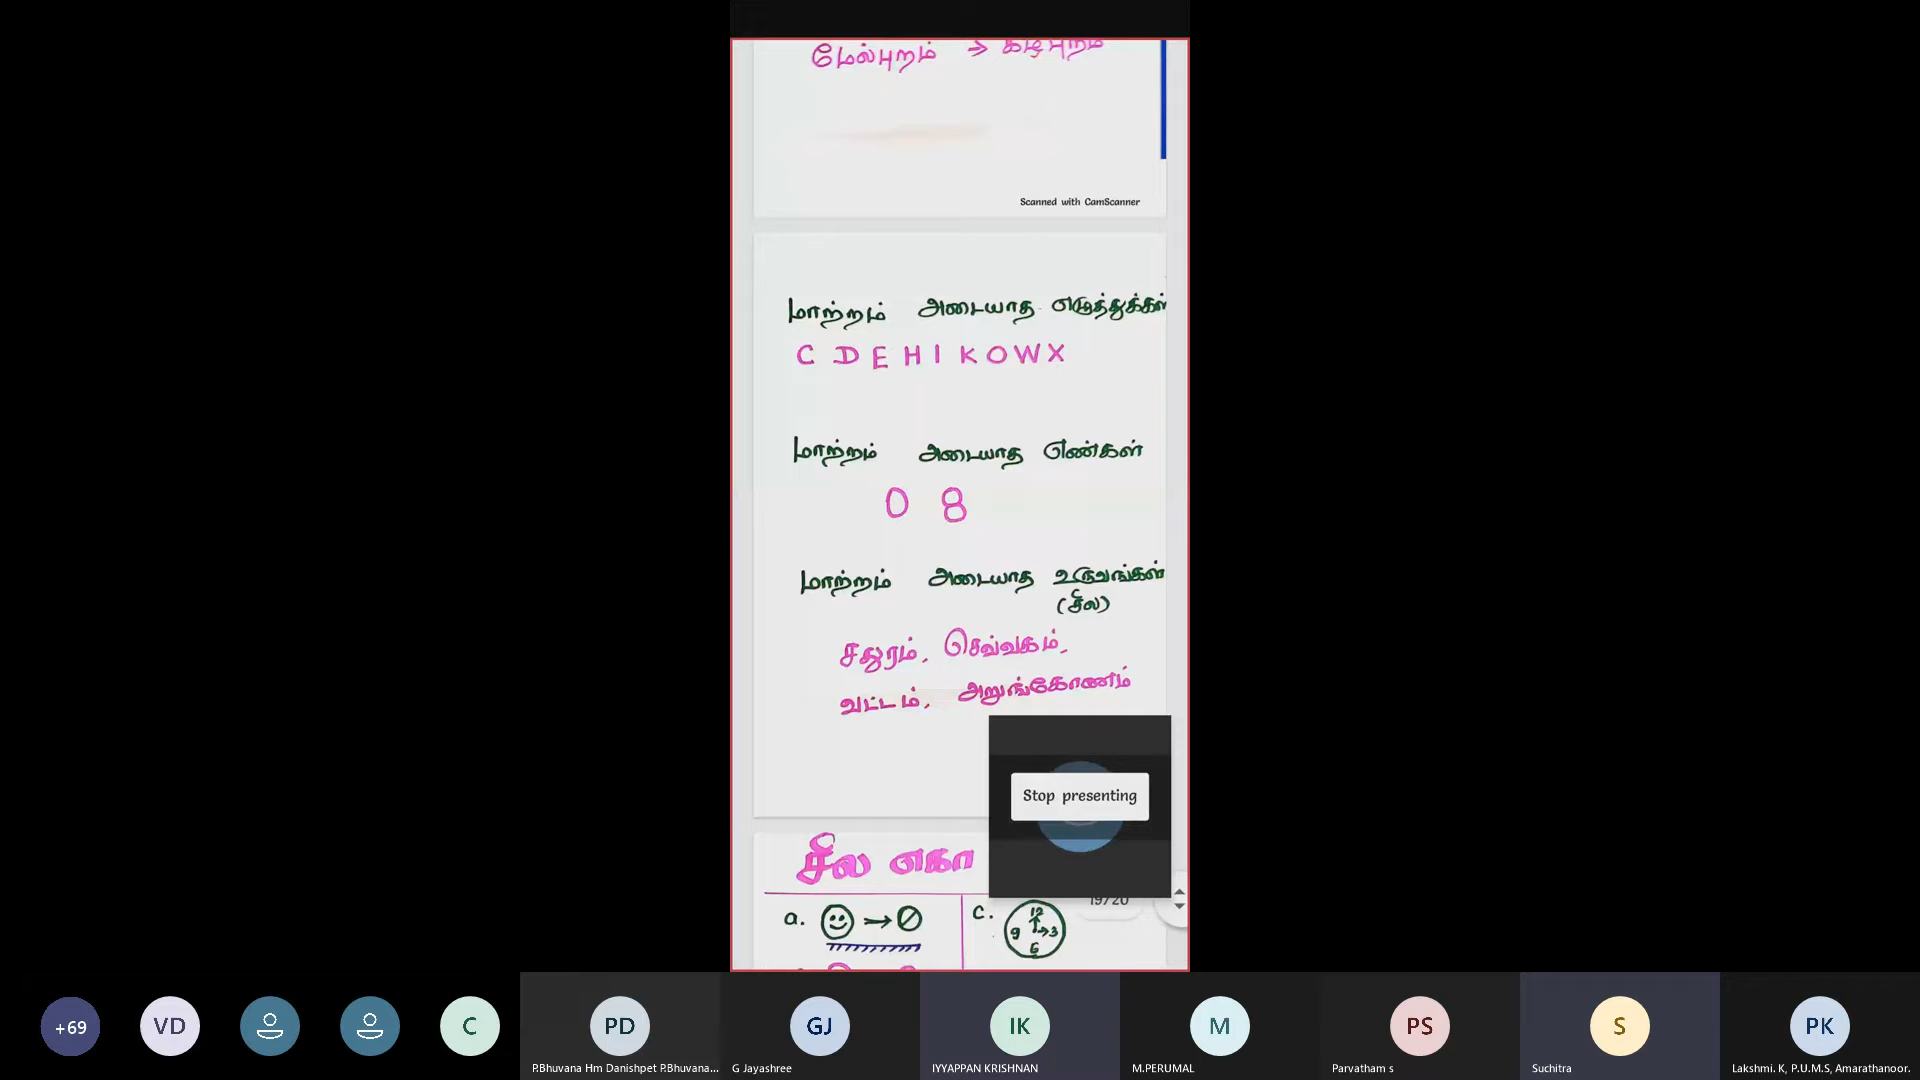 மேல்புறம் → கீழ்புறம்
Scanned with CamScanner
மாற்றம் அடையாத எழுத்துக்கள்
C D E H I K O W X
மாற்றம் அடையாத எண்கள்
0 8
மாற்றம் அடையாத உருவங்கள்
(சில)
சதுரம், செவ்வகம்,
வட்டம், அறுங்கோணம்
Stop presenting
சில எகா
19/20
a. → c. 12 9 3 6
+69 VD C PD GJ IK M PS S PK
P.Bhuvana Hm Danishpet P.Bhuvana... G Jayashree IYYAPPAN KRISHNAN M.PERUMAL Parvatham s Suchitra Lakshmi. K, P.U.M.S, Amarathanoor.